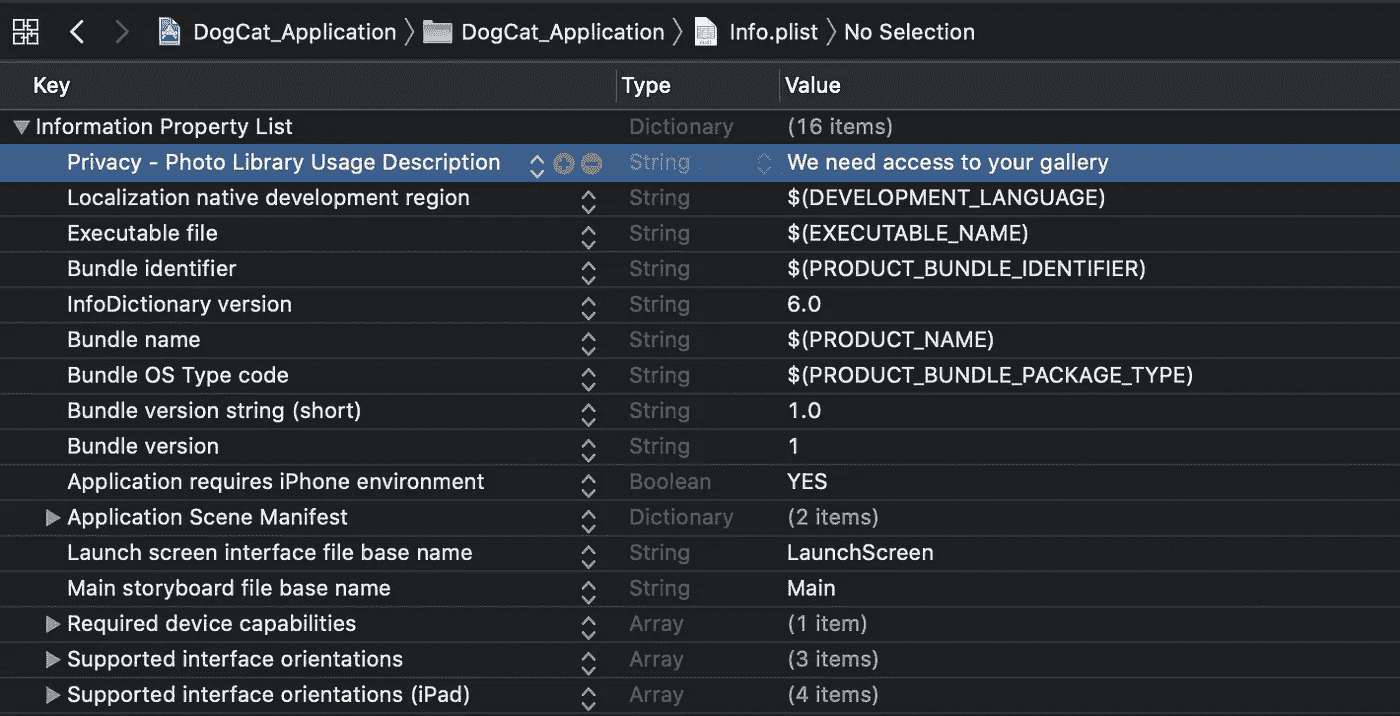 DogCat_Application DogCat_Application Info.plist No Selection
Key Type Value
Information Property List Dictionary (16 items)
Privacy - Photo Library Usage Description String We need access to your gallery
Localization native development region String $(DEVELOPMENT_LANGUAGE)
Executable file String $(EXECUTABLE_NAME)
Bundle identifier String $(PRODUCT_BUNDLE_IDENTIFIER)
InfoDictionary version String 6.0
Bundle name String $(PRODUCT_NAME)
Bundle OS Type code String $(PRODUCT_BUNDLE_PACKAGE_TYPE)
Bundle version string (short) String 1.0
Bundle version String 1
Application requires iPhone environment Boolean YES
Application Scene Manifest Dictionary (2 items)
Launch screen interface file base name String LaunchScreen
Main storyboard file base name String Main
Required device capabilities Array (1 item)
Supported interface orientations Array (3 items)
Supported interface orientations (iPad) Array (4 items)